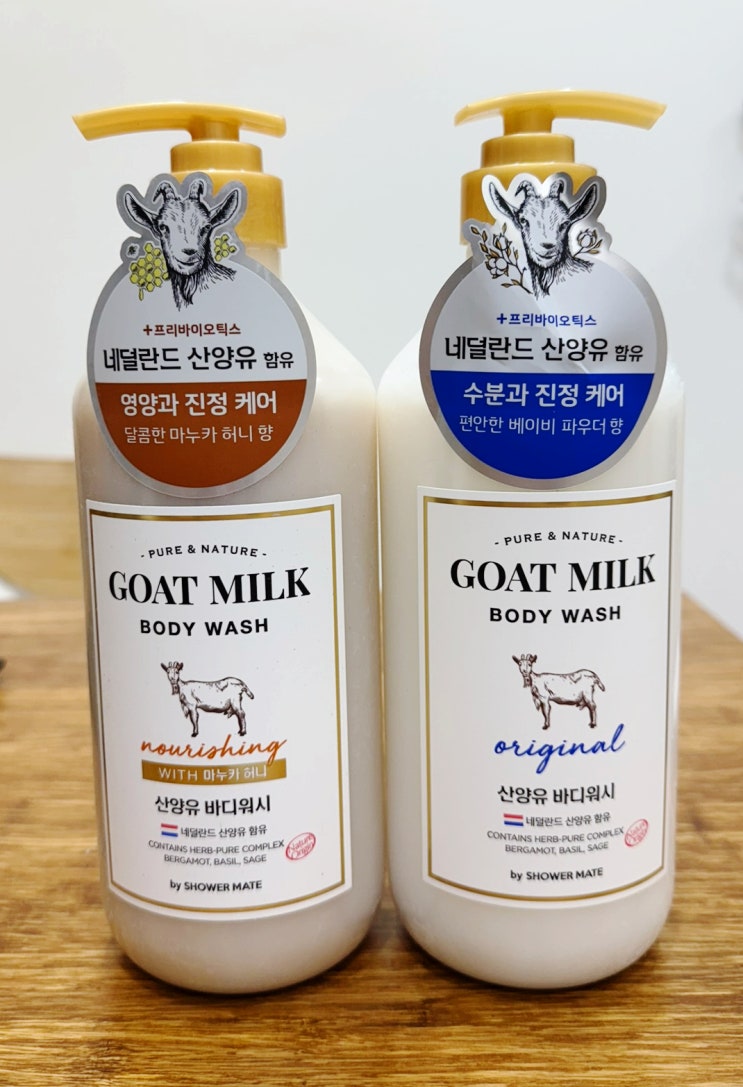 +프리바이오틱스
네덜란드 산양유 함유
영양과 진정 케어
달콤한 마누카 허니 향
- PURE & NATURE -
GOAT MILK
BODY WASH
nourishing
WITH 마누카 허니
산양유 바디워시
네덜란드 산양유 함유
CONTAINS HERB-PURE COMPLEX
BERGAMOT, BASIL, SAGE
Nature Origin
by SHOWER MATE
+프리바이오틱스
네덜란드 산양유 함유
수분과 진정 케어
편안한 베이비 파우더 향
- PURE & NATURE -
GOAT MILK
BODY WASH
original
산양유 바디워시
네덜란드 산양유 함유
CONTAINS HERB-PURE COMPLEX
BERGAMOT, BASIL, SAGE
Nature Origin
by SHOWER MATE